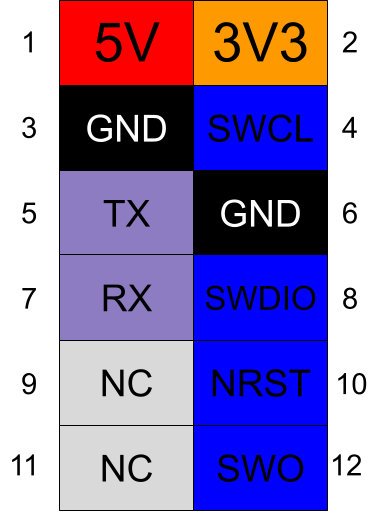 1 5V 3V3 2
3 GND SWCL 4
5 TX GND 6
7 RX SWDIO 8
9 NC NRST 10
11 NC SWO 12